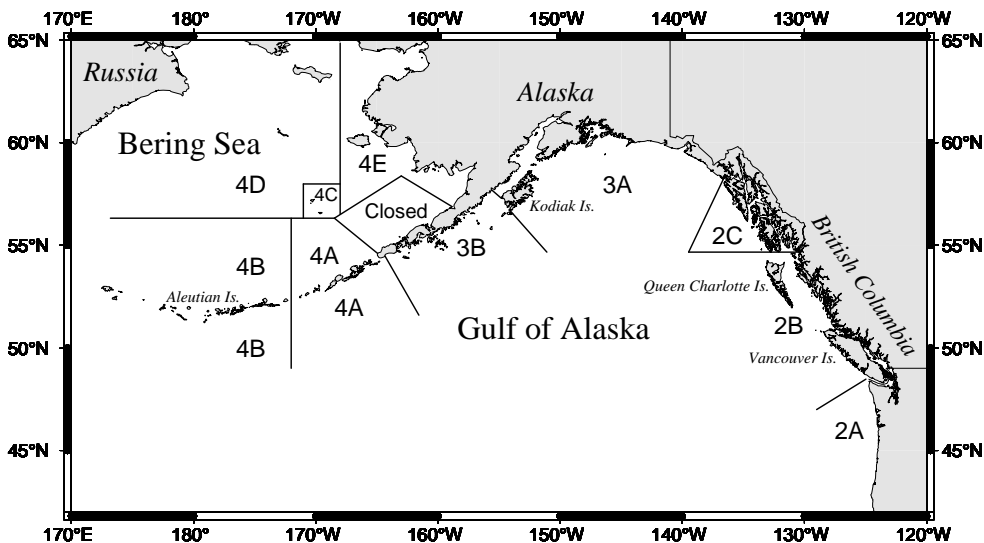 170°E 180° 170°W 160°W 150°W 140°W 130°W 120°W
65°N 65°N
Russia
Alaska
60°N 60°N
Bering Sea
4E
4D
4C
3A
Closed
Kodiak Is.
55°N 55°N
3B
2C
4A
4B
British Columbia
Queen Charlotte Is.
Aleutian Is.
4A
Gulf of Alaska
2B
50°N 50°N
4B
Vancouver Is.
2A
45°N 45°N
170°E 180° 170°W 160°W 150°W 140°W 130°W 120°W